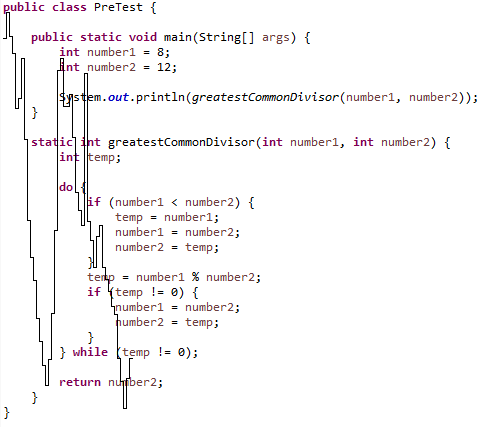 public class PreTest {
public static void main(String[] args) {
int number1 = 8;
int number2 = 12;
System.out.println(greatestCommonDivisor(number1, number2));
}
static int greatestCommonDivisor(int number1, int number2) {
int temp;
do {
if (number1 < number2) {
temp = number1;
number1 = number2;
number2 = temp;
}
temp = number1 % number2;
if (temp != 0) {
number1 = number2;
number2 = temp;
}
} while (temp != 0);
return number2;
}
}